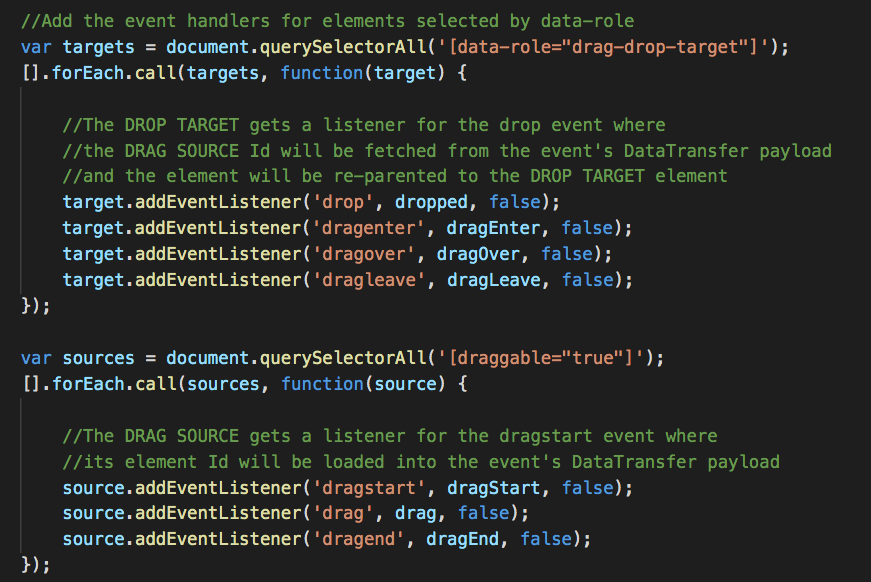 //Add the event handlers for elements selected by data-role
var targets = document.querySelectorAll('[data-role="drag-drop-target"]');
[].forEach.call(targets, function(target) {
//The DROP TARGET gets a listener for the drop event where
//the DRAG SOURCE Id will be fetched from the event's DataTransfer payload
//and the element will be re-parented to the DROP TARGET element
target.addEventListener('drop', dropped, false);
target.addEventListener('dragenter', dragEnter, false);
target.addEventListener('dragover', dragOver, false);
target.addEventListener('dragleave', dragLeave, false);
});
var sources = document.querySelectorAll('[draggable="true"]');
[].forEach.call(sources, function(source) {
//The DRAG SOURCE gets a listener for the dragstart event where
//its element Id will be loaded into the event's DataTransfer payload
source.addEventListener('dragstart', dragStart, false);
source.addEventListener('drag', drag, false);
source.addEventListener('dragend', dragEnd, false);
});